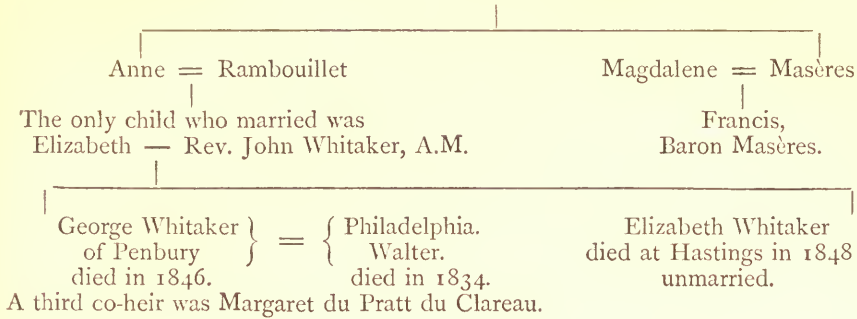 Anne = Rambouillet Magdalene = Masères
The only child who married was Francis,
Elizabeth — Rev. John Whitaker, A.M. Baron Masères.
George Whitaker } = { Philadelphia. Elizabeth Whitaker
of Penbury Walter. died at Hastings in 1848
died in 1846. died in 1834. unmarried.
A third co-heir was Margaret du Pratt du Clareau.